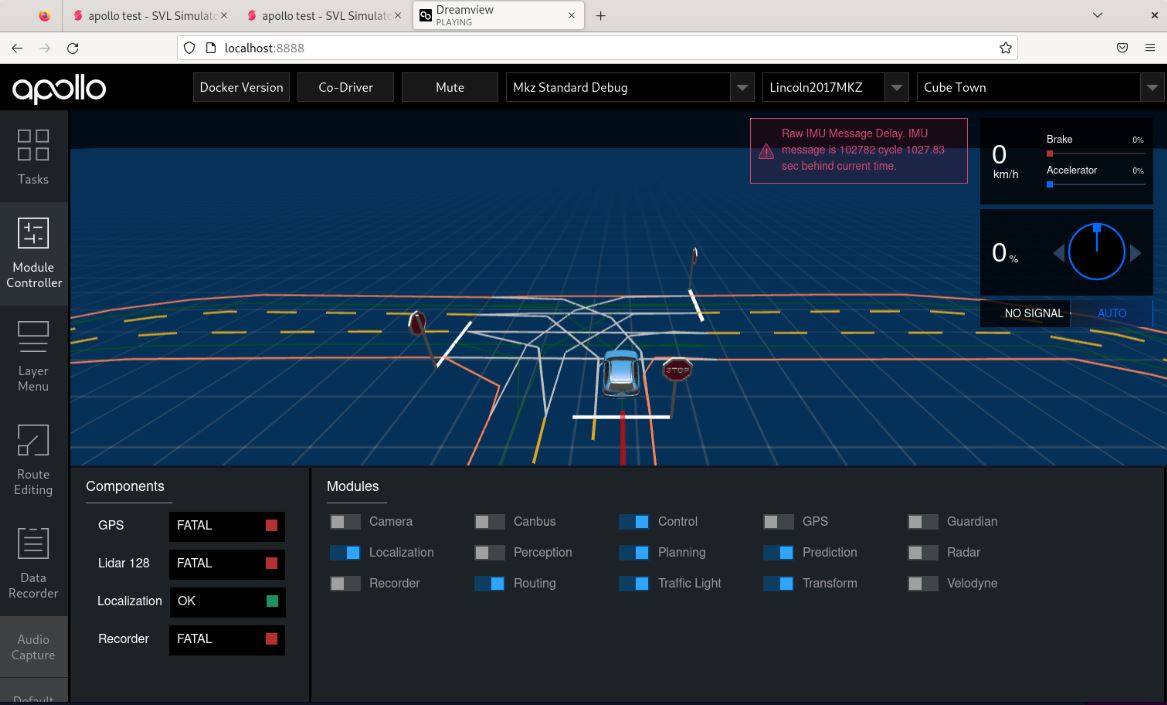 apollo test - SVL Simulato
apollo test - SVL Simulato
Dreamview
PLAYING
localhost:8888
apollo
Docker Version
Co-Driver
Mute
Mkz Standard Debug
Lincoln2017MKZ
Cube Town
Tasks
Module
Controller
Layer
Menu
Route
Editing
Data
Recorder
Audio
Capture
Default
Raw IMU Message Delay. IMU
message is 102782 cycle 1027.83
sec behind current time.
0
km/h
Brake
0%
Accelerator
0%
0 %
NO SIGNAL
AUTO
STOP
Components
GPS
FATAL
Lidar 128
FATAL
Localization
OK
Recorder
FATAL
Modules
Camera
Canbus
Control
GPS
Guardian
Localization
Perception
Planning
Prediction
Radar
Recorder
Routing
Traffic Light
Transform
Velodyne